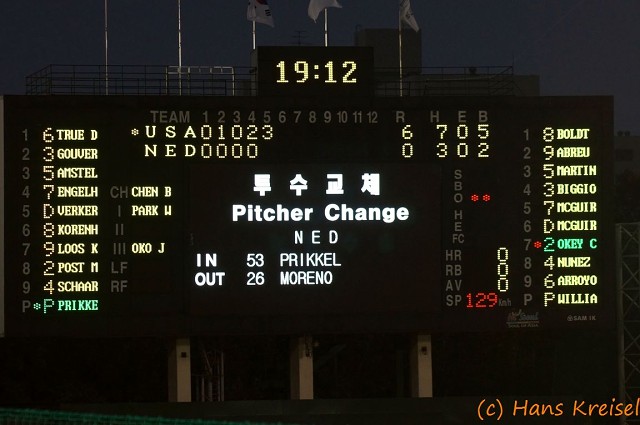 19:12
TEAM 1 2 3 4 5 6 7 8 9 10 11 12 R H E B
*USA 0 1 0 2 3 6 7 0 5
NED 0 0 0 0 0 3 0 2
1 6 TRUE D
2 3 GOUVER
3 5 AMSTEL
4 7 ENGELH
5 D VERKER
6 8 KORENH
7 9 LOOS K
8 2 POST M
9 4 SCHAAR
P *P PRIKKE
CH CHEN B
I PARK W
II
III OKO J
LF
RF
투수교체
Pitcher Change
NED
IN 53 PRIKKEL
OUT 26 MORENO
S
B
O **
H
E
FC
HR 0
RB 0
AV 0
SP 129 Km/h
1 8 BOLDT
2 9 ABREU
3 5 MARTIN
4 3 BIGGIO
5 7 MCGUIR
6 D MCGUIR
7 *2 OKEY C
8 4 NUNEZ
9 6 ARROYO
P P WILLIA
©SAM IK
(c) Hans Kreisel